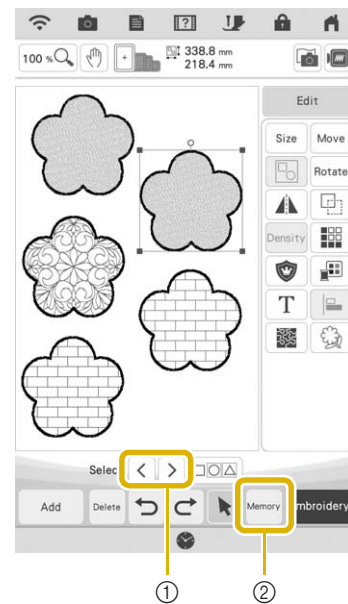 ?
100 %
338.8 mm
218.4 mm
Edit
Size
Move
Rotate
Density
T
Selec
Add
Delete
Memory
mbroidery
①
②